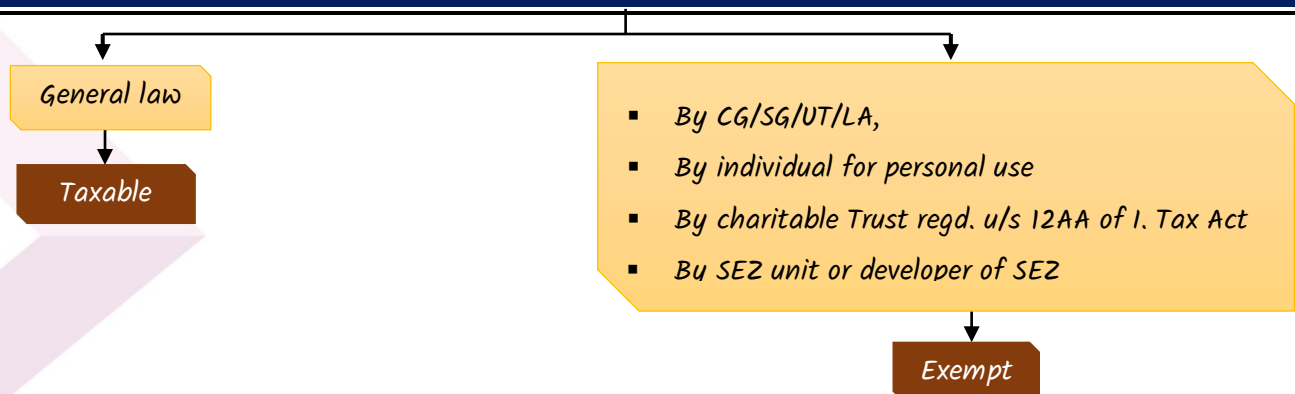 General law
Taxable
▪ By CG/SG/UT/LA,
▪ By individual for personal use
▪ By charitable Trust regd. u/s 12AA of I. Tax Act
▪ By SEZ unit or developer of SEZ
Exempt